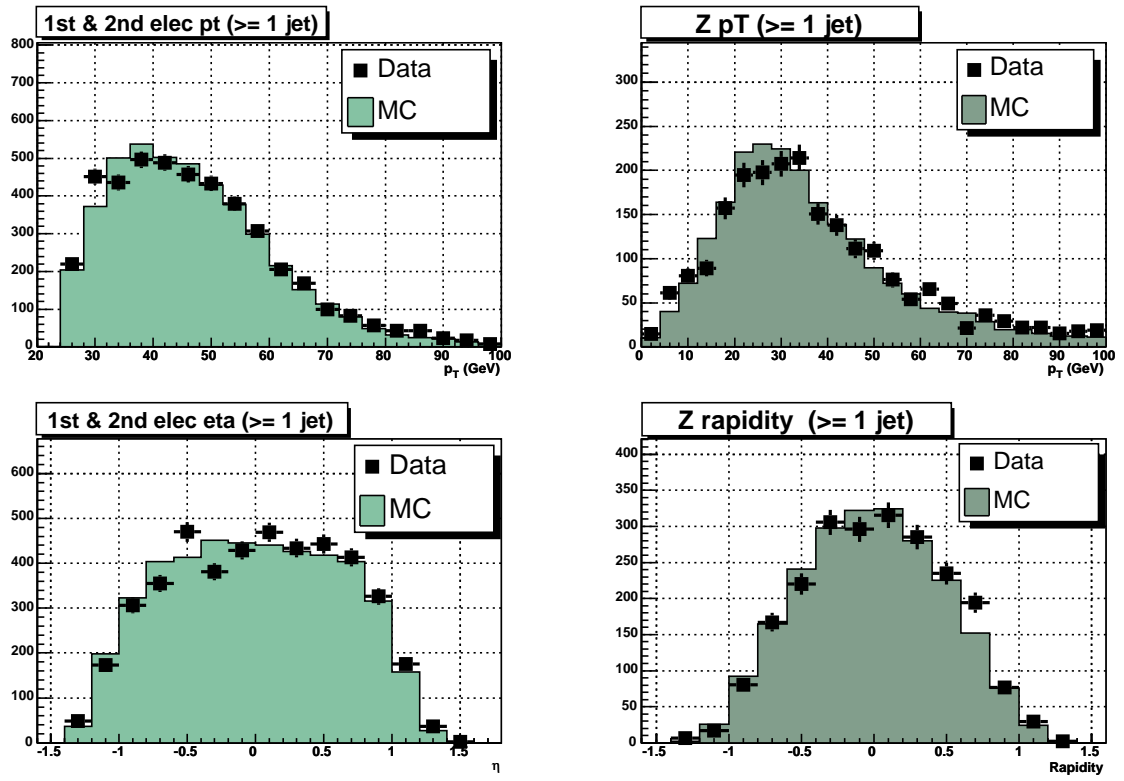 1st & 2nd elec pt (>= 1 jet)
800
700
600
500
400
300
200
100
0
20 30 40 50 60 70 80 90 100
p_T (GeV)
Data
MC
Z pT (>= 1 jet)
300
250
200
150
100
50
0
0 10 20 30 40 50 60 70 80 90 100
p_T (GeV)
Data
MC
1st & 2nd elec eta (>= 1 jet)
600
500
400
300
200
100
0
-1.5 -1 -0.5 0 0.5 1 1.5
η
Data
MC
Z rapidity (>= 1 jet)
400
350
300
250
200
150
100
50
0
-1.5 -1 -0.5 0 0.5 1 1.5
Rapidity
Data
MC